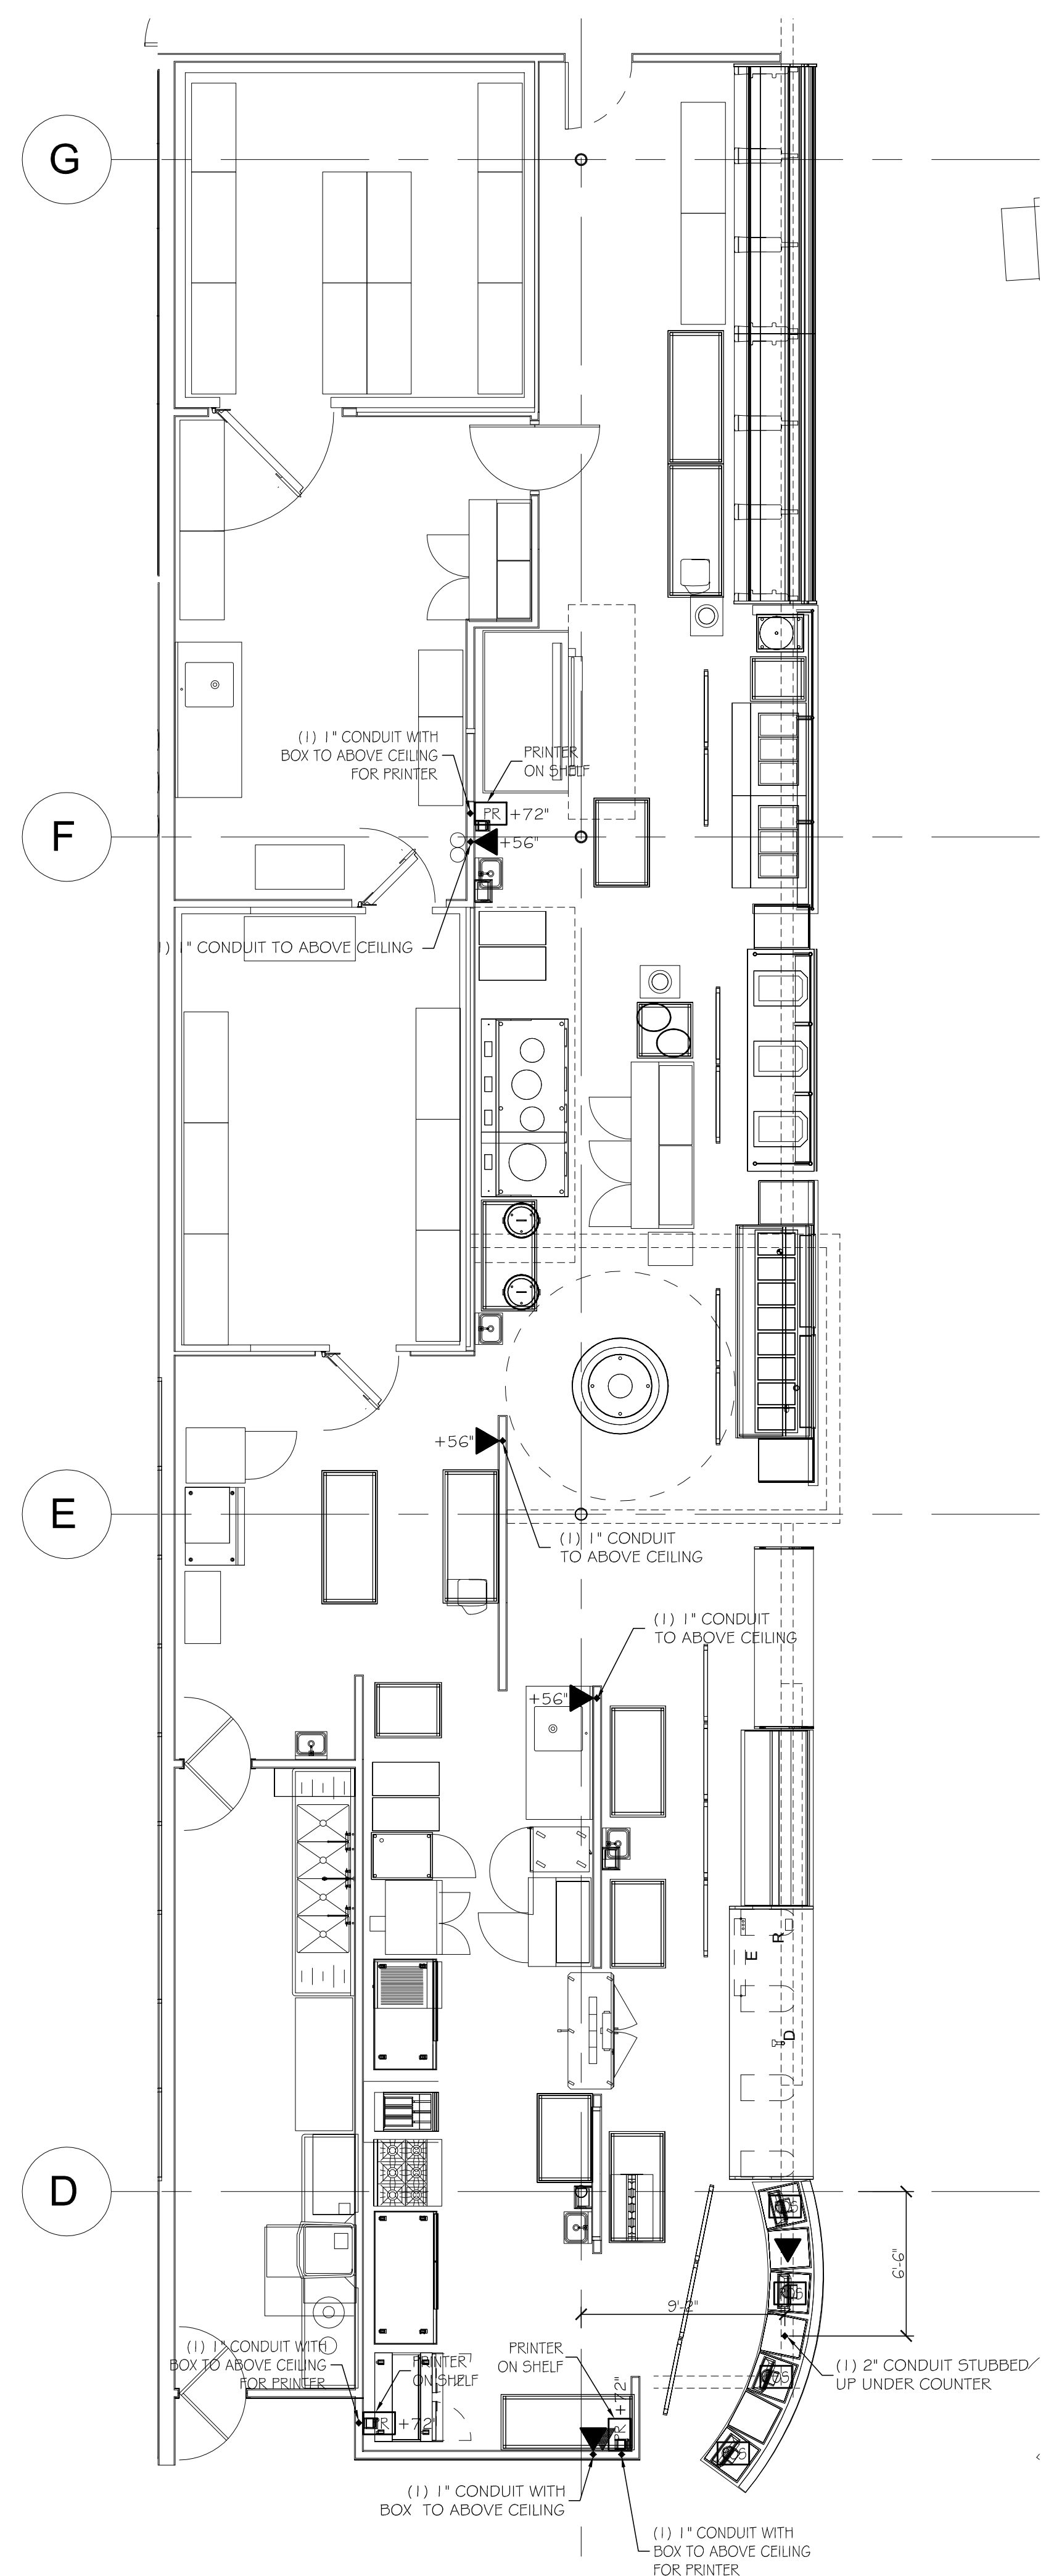 G
(1) 1" CONDUIT WITH
BOX TO ABOVE CEILING
FOR PRINTER
PRINTER
ON SHELF
PR +72"
F
+56"
1) 1" CONDUIT TO ABOVE CEILING
+56"
E
(1) 1" CONDUIT
TO ABOVE CEILING
(1) 1" CONDUIT
TO ABOVE CEILING
+56"
R
E
D
D
6'-6"
9'-2"
(1) 1" CONDUIT WITH
BOX TO ABOVE CEILING
FOR PRINTER
PRINTER
ON SHELF
PRINTER
ON SHELF
(1) 2" CONDUIT STUBBED
UP UNDER COUNTER
PR +72"
PR +72"
(1) 1" CONDUIT WITH
BOX TO ABOVE CEILING
(1) 1" CONDUIT WITH
BOX TO ABOVE CEILING
FOR PRINTER